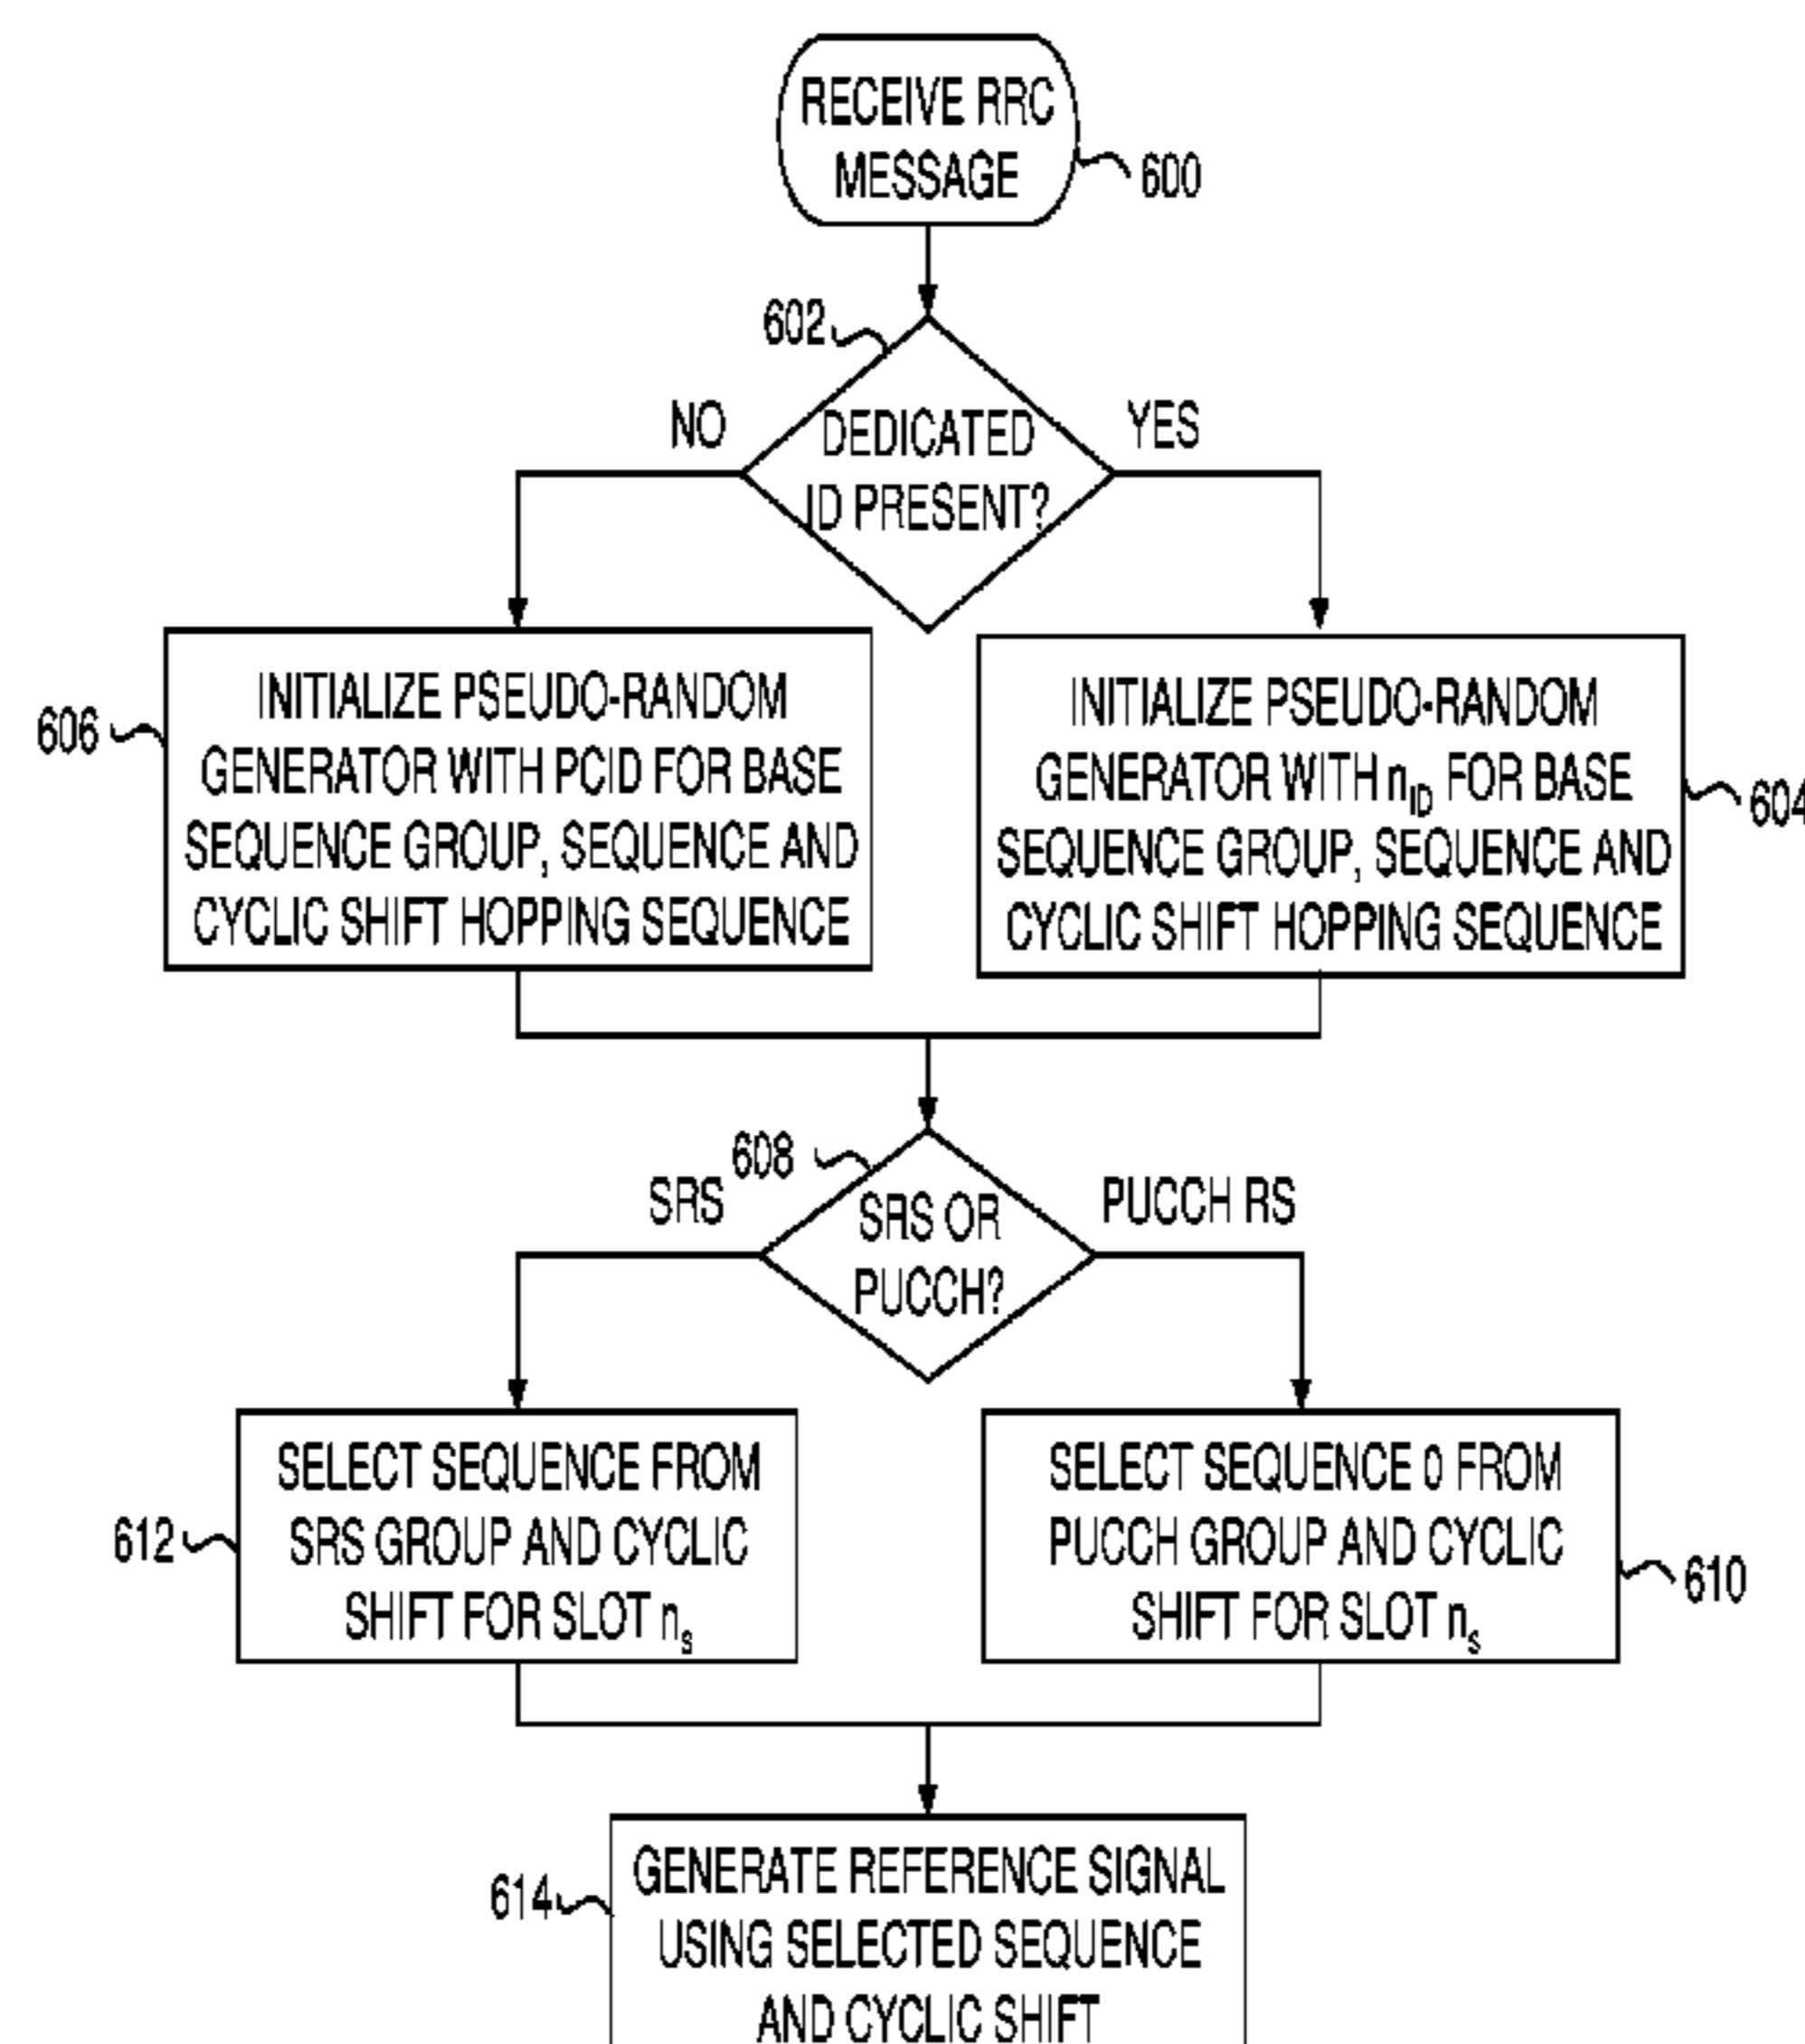 RECEIVE RRC
MESSAGE
600
602
NO
YES
DEDICATED
ID PRESENT?
606
INITIALIZE PSEUDO-RANDOM
GENERATOR WITH PCID FOR BASE
SEQUENCE GROUP, SEQUENCE AND
CYCLIC SHIFT HOPPING SEQUENCE
INITIALIZE PSEUDO-RANDOM
GENERATOR WITH n_ID FOR BASE
SEQUENCE GROUP, SEQUENCE AND
CYCLIC SHIFT HOPPING SEQUENCE
604
608
SRS
PUCCH RS
SRS OR
PUCCH?
612
SELECT SEQUENCE FROM
SRS GROUP AND CYCLIC
SHIFT FOR SLOT n_s
SELECT SEQUENCE 0 FROM
PUCCH GROUP AND CYCLIC
SHIFT FOR SLOT n_s
610
614
GENERATE REFERENCE SIGNAL
USING SELECTED SEQUENCE
AND CYCLIC SHIFT